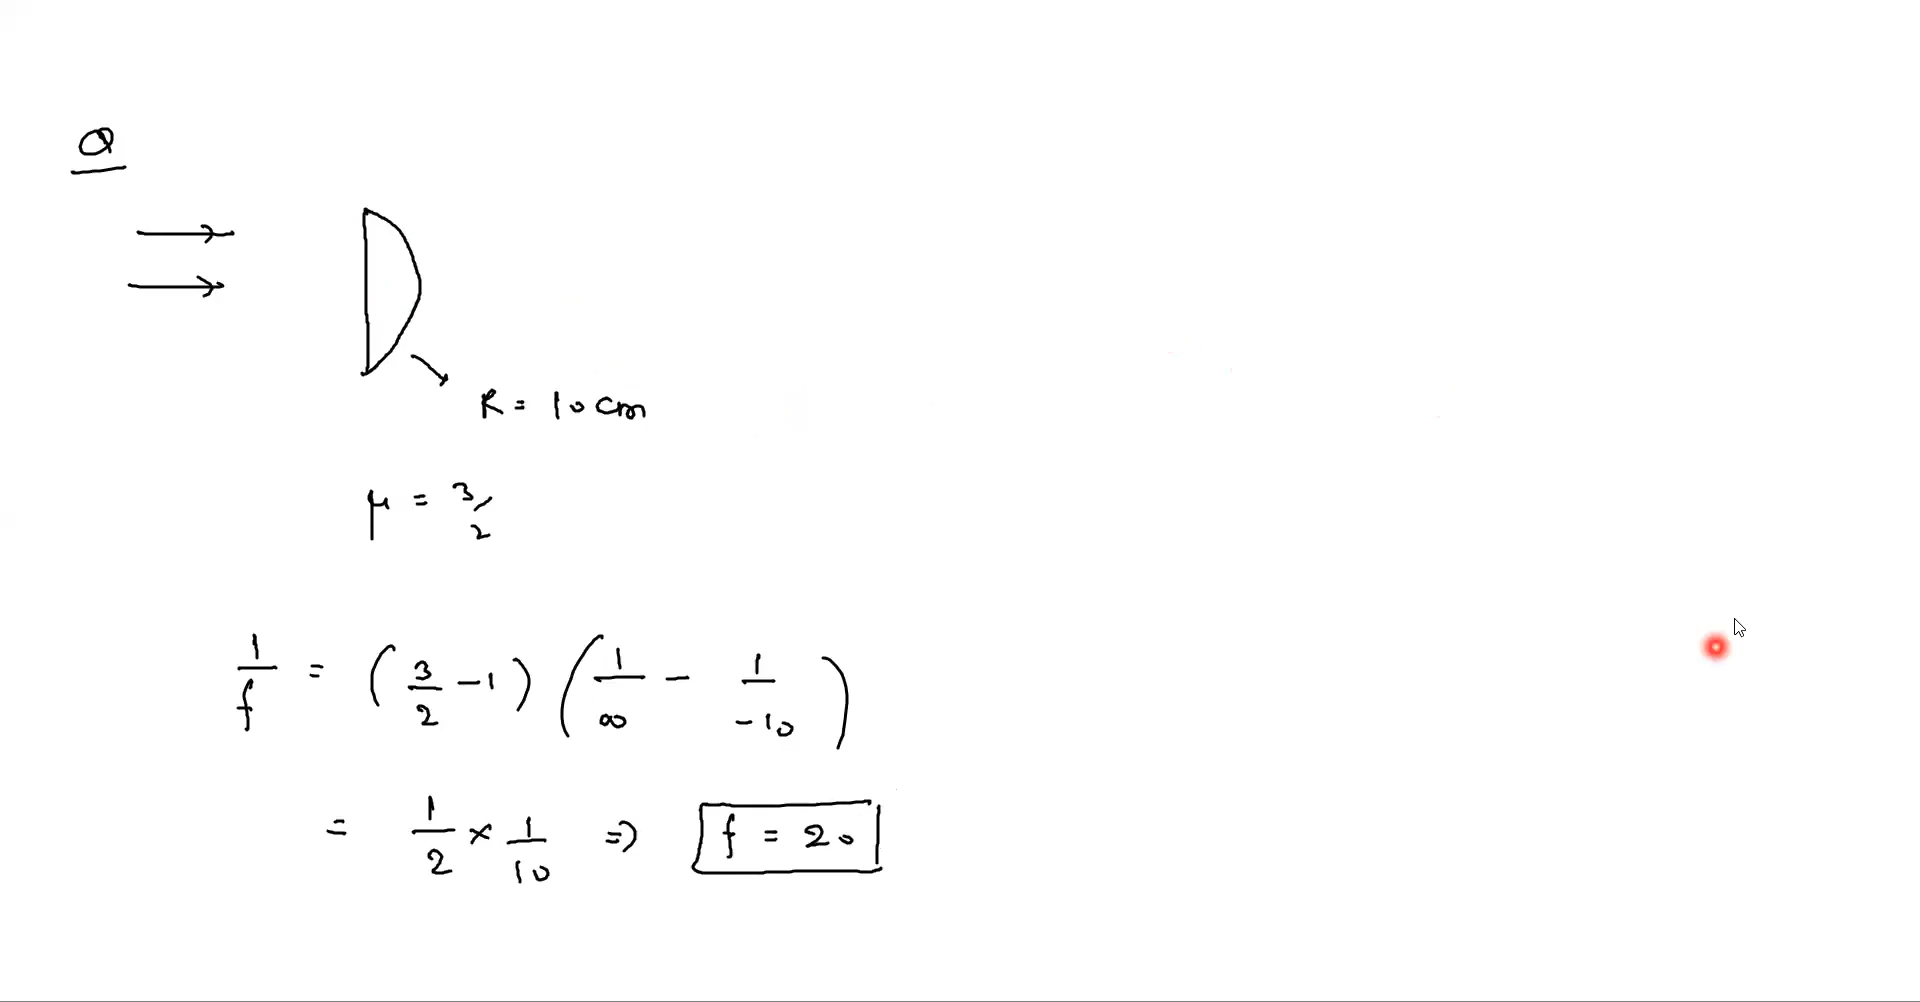 Q
R = 10 cm
μ = 3/2
1/f = (3/2 - 1) (1/∞ - 1/-10)
= 1/2 × 1/10 ⇒ f = 20